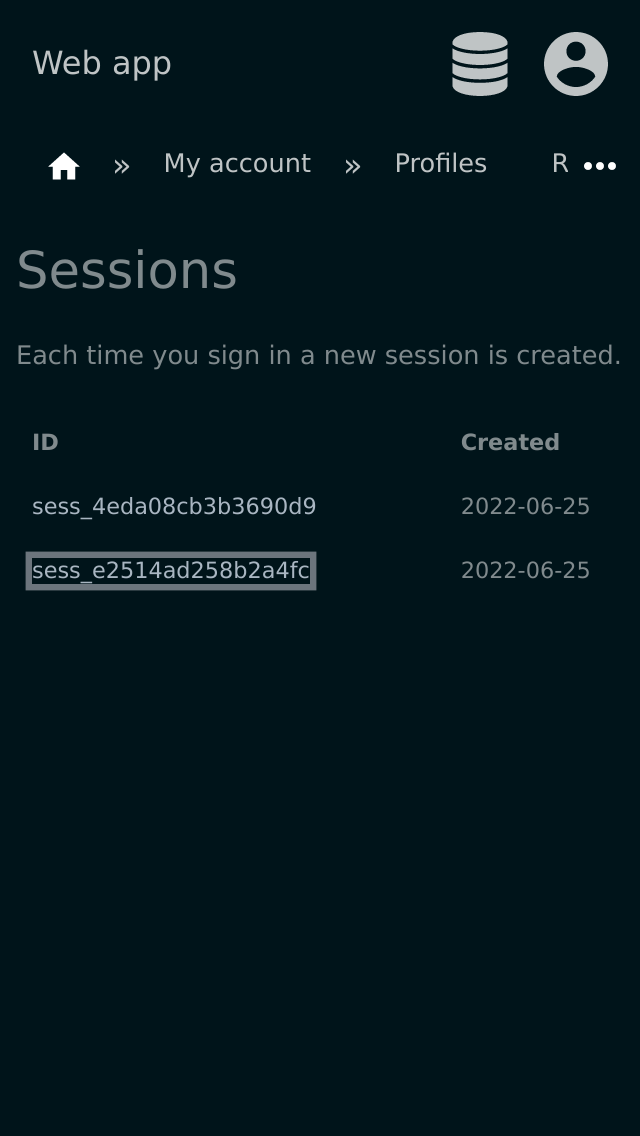 Web app
» My account » Profiles R
Sessions
Each time you sign in a new session is created.
ID Created
sess_4eda08cb3b3690d9 2022-06-25
sess_e2514ad258b2a4fc 2022-06-25